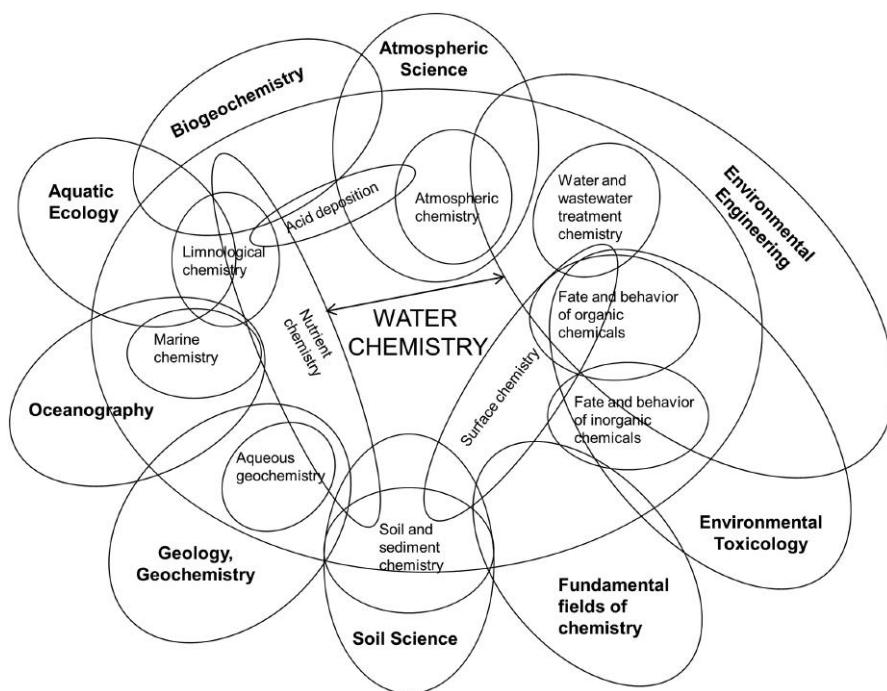 Atmospheric
Science
Biogeochemistry
Aquatic
Ecology
Acid deposition
Atmospheric
chemistry
Water and
wastewater
treatment
chemistry
Environmental
Engineering
Limnological
chemistry
Nutrient
chemistry
WATER
CHEMISTRY
Fate and behavior
of organic
chemicals
Marine
chemistry
Oceanography
Surface chemistry
Fate and behavior
of inorganic
chemicals
Aqueous
geochemistry
Geology,
Geochemistry
Soil and
sediment
chemistry
Soil Science
Environmental
Toxicology
Fundamental
fields of
chemistry